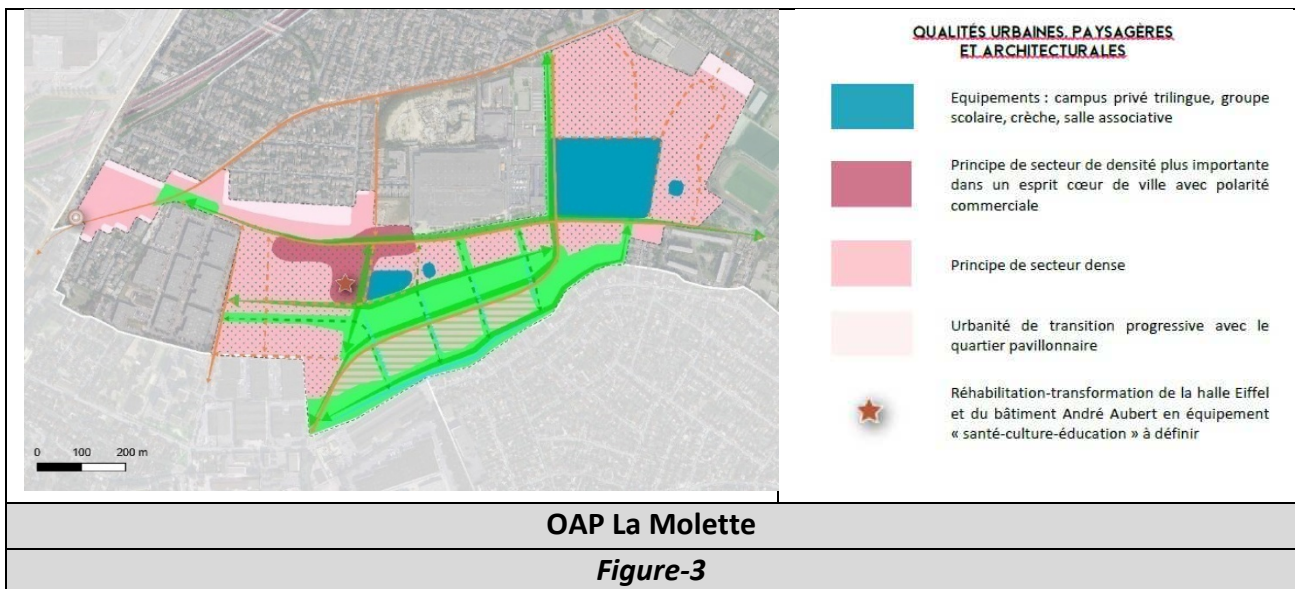 QUALITÉS URBAINES, PAYSAGÈRES
ET ARCHITECTURALES
Equipements : campus privé trilingue, groupe
scolaire, crèche, salle associative
Principe de secteur de densité plus importante
dans un esprit cœur de ville avec polarité
commerciale
Principe de secteur dense
Urbanité de transition progressive avec le
quartier pavillonnaire
Réhabilitation-transformation de la halle Eiffel
et du bâtiment André Aubert en équipement
« santé-culture-éducation » à définir
0 100 200 m
OAP La Molette
Figure-3